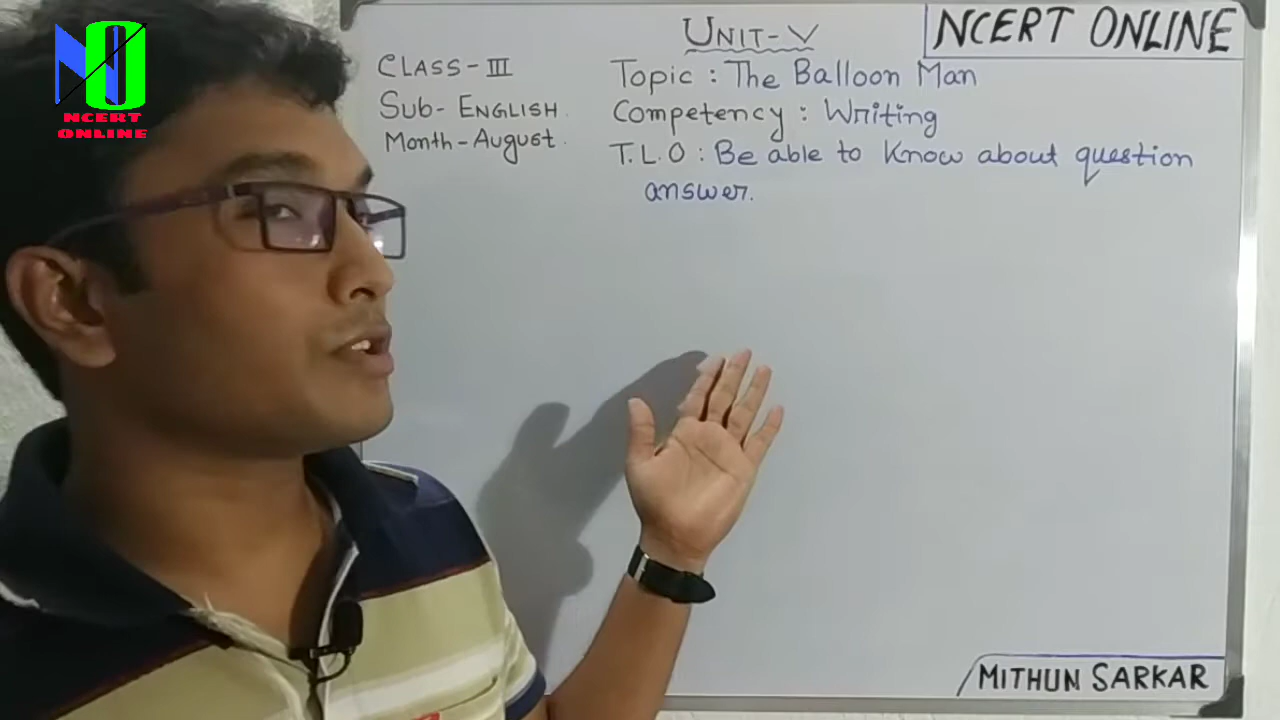 NO
NCERT
ONLINE
UNIT-V
NCERT ONLINE
CLASS-III
Sub-ENGLISH.
Month-August.
Topic : The Balloon Man
Competency : Writing
T.L.O : Be able to Know about question
answer.
MITHUN SARKAR